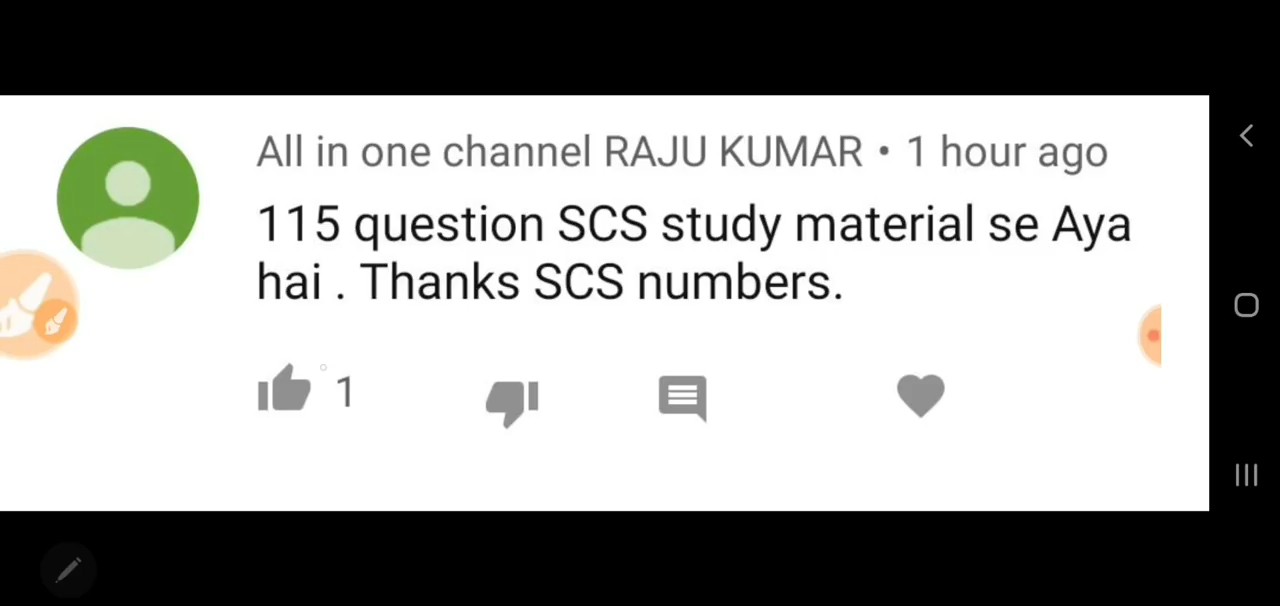 All in one channel RAJU KUMAR • 1 hour ago
115 question SCS study material se Aya
hai . Thanks SCS numbers.
1